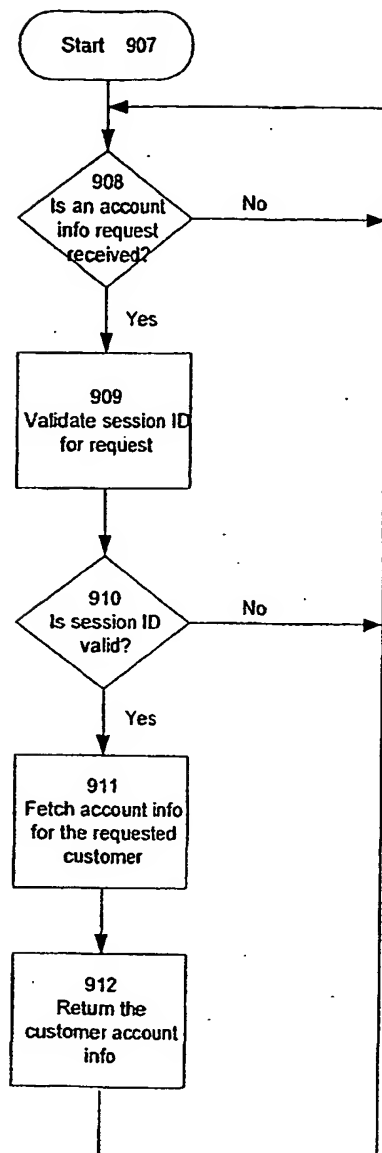 Start 907
908
Is an account
info request
received?
No
Yes
909
Validate session ID
for request
910
Is session ID
valid?
No
Yes
911
Fetch account info
for the requested
customer
912
Return the
customer account
info